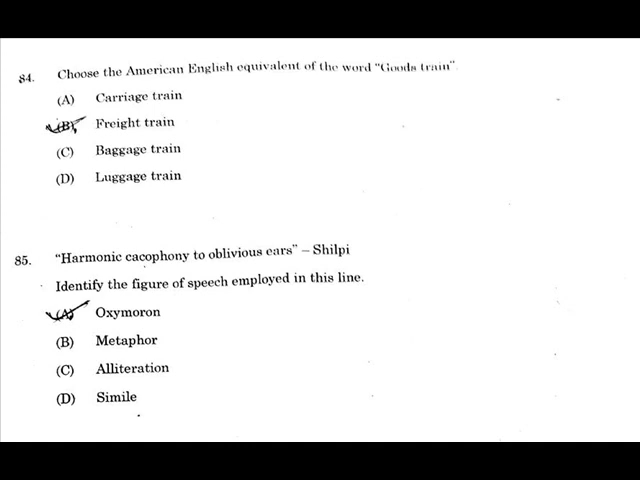 84. Choose the American English equivalent of the word "Goods train".
(A) Carriage train
(B) Freight train
(C) Baggage train
(D) Luggage train
85. "Harmonic cacophony to oblivious ears" – Shilpi
Identify the figure of speech employed in this line.
(A) Oxymoron
(B) Metaphor
(C) Alliteration
(D) Simile